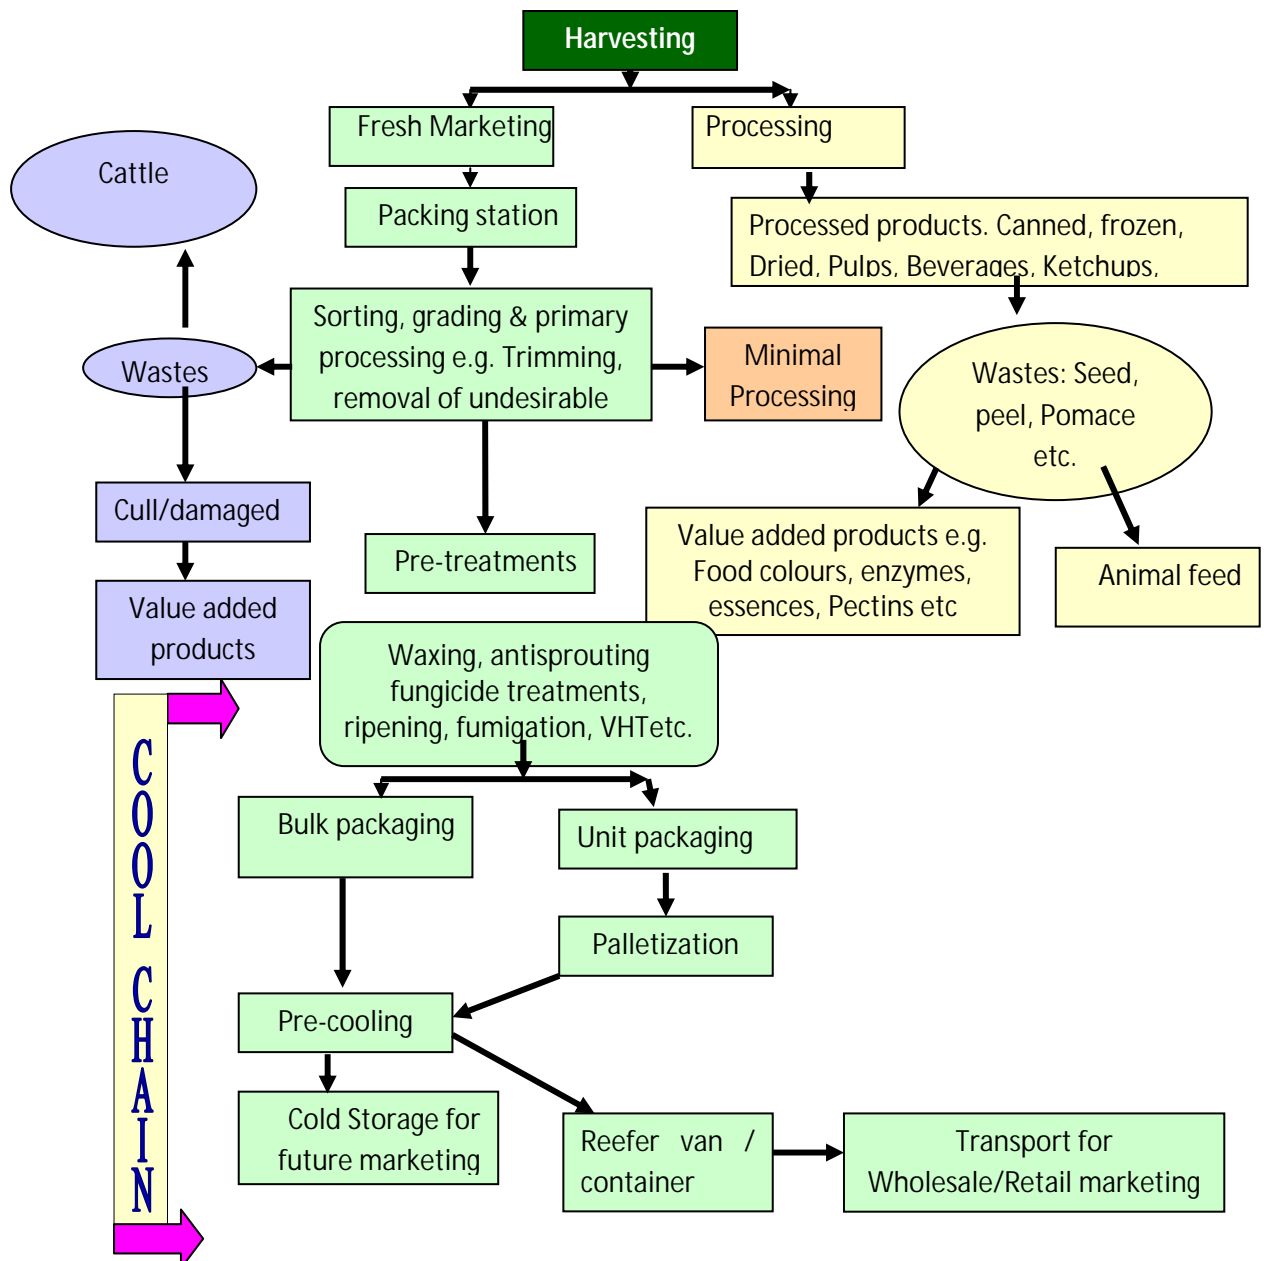 Harvesting
Fresh Marketing
Processing
Cattle
Packing station
Processed products. Canned, frozen,
Dried, Pulps, Beverages, Ketchups,
Sorting, grading & primary
processing e.g. Trimming,
removal of undesirable
Minimal
Processing
Wastes
Wastes: Seed,
peel, Pomace
etc.
Cull/damaged
Pre-treatments
Value added products e.g.
Food colours, enzymes,
essences, Pectins etc
Animal feed
Value added
products
Waxing, antisprouting
fungicide treatments,
ripening, fumigation, VHTetc.
COOL CHAIN
Bulk packaging
Unit packaging
Palletization
Pre-cooling
Cold Storage for
future marketing
Reefer van /
container
Transport for
Wholesale/Retail marketing